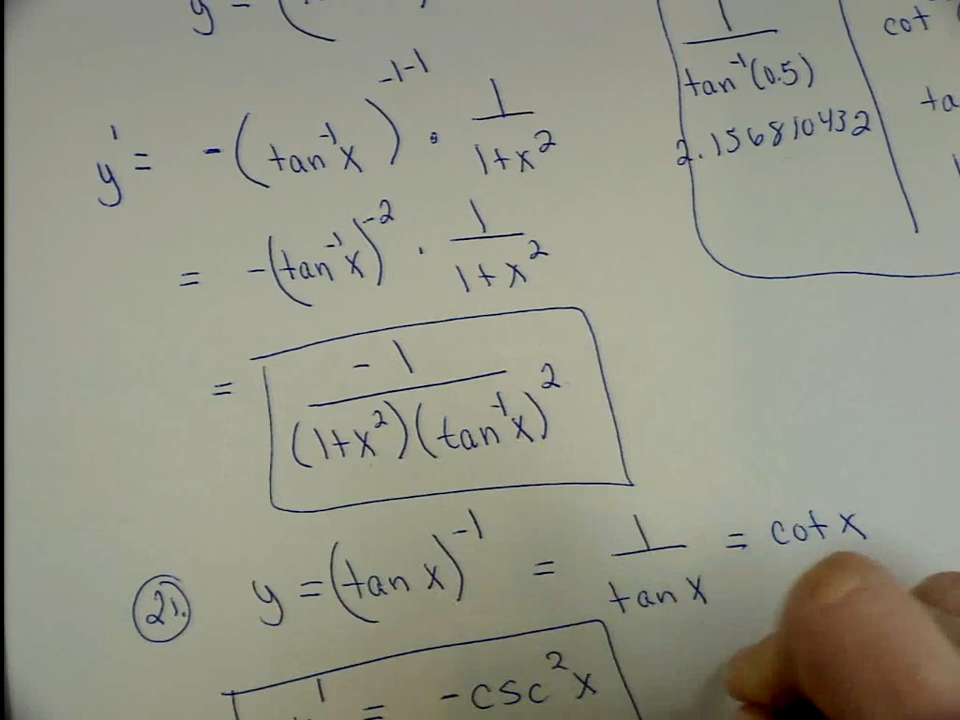 y = (
y' = -(tan⁻¹x)⁻¹⁻¹ · 1/(1+x²)
= -(tan⁻¹x)⁻² · 1/(1+x²)
= -1/((1+x²)(tan⁻¹x)²)
21. y = (tan x)⁻¹ = 1/(tan x) = cot x
y' = -csc²x
1/(tan⁻¹(0.5))
2.156810432
cot
ta